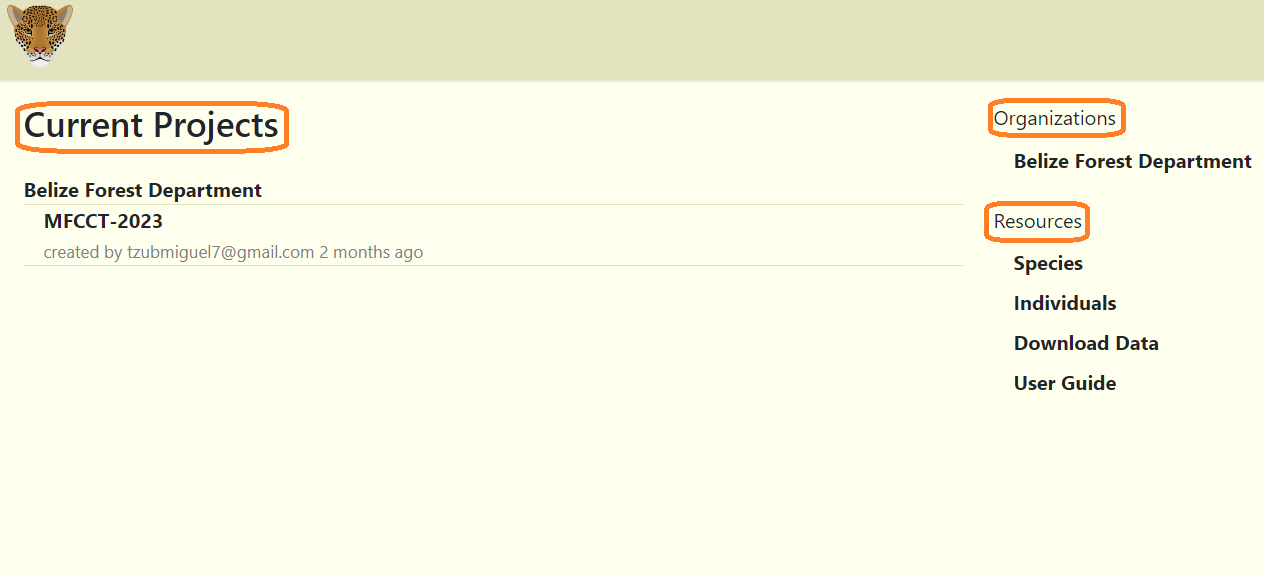 Current Projects
Belize Forest Department
MFCCT-2023
created by tzubmiguel7@gmail.com 2 months ago
Organizations
Belize Forest Department
Resources
Species
Individuals
Download Data
User Guide